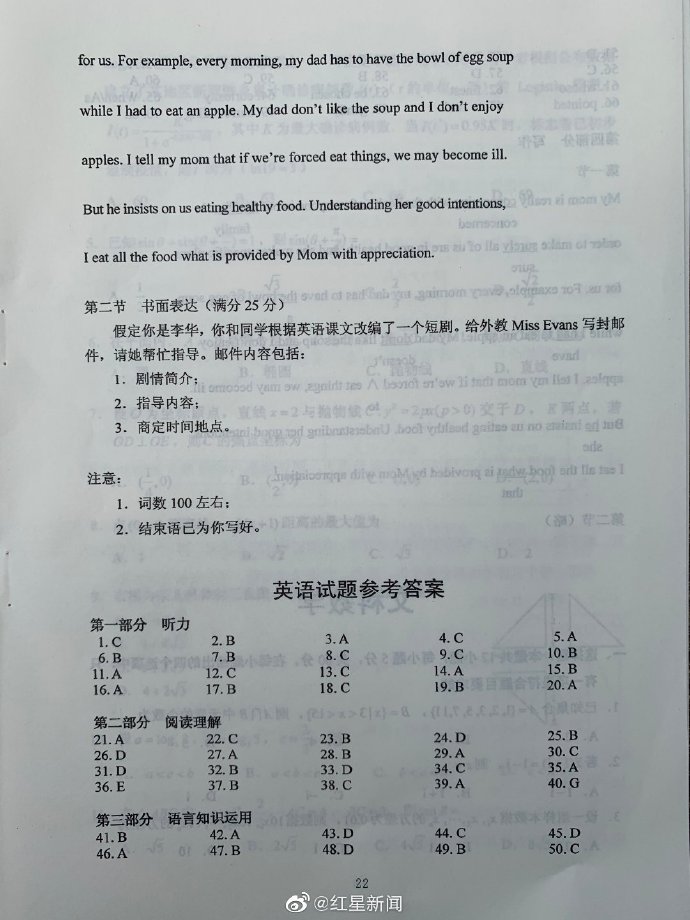 for us. For example, every morning, my dad has to have the bowl of egg soup
while I had to eat an apple. My dad don't like the soup and I don't enjoy
apples. I tell my mom that if we're forced eat things, we may become ill.
But he insists on us eating healthy food. Understanding her good intentions,
I eat all the food what is provided by Mom with appreciation.
第二节 书面表达（满分 25 分）
假定你是李华，你和同学根据英语课文改编了一个短剧。给外教 Miss Evans 写封邮
件，请她帮忙指导。邮件内容包括：
1．剧情简介；
2．指导内容；
3．商定时间地点。
注意：
1．词数 100 左右；
2．结束语已为你写好。
英语试题参考答案
第一部分 听力
1. C 2. B 3. A 4. C 5. A
6. B 7. B 8. C 9. C 10. B
11. A 12. C 13. C 14. A 15. B
16. A 17. B 18. C 19. B 20. A
第二部分 阅读理解
21. A 22. C 23. B 24. D 25. B
26. D 27. A 28. B 29. A 30. C
31. D 32. B 33. D 34. C 35. A
36. E 37. B 38. C 39. A 40. G
第三部分 语言知识运用
41. B 42. A 43. D 44. C 45. D
46. A 47. B 48. D 49. B 50. C
22
@红星新闻